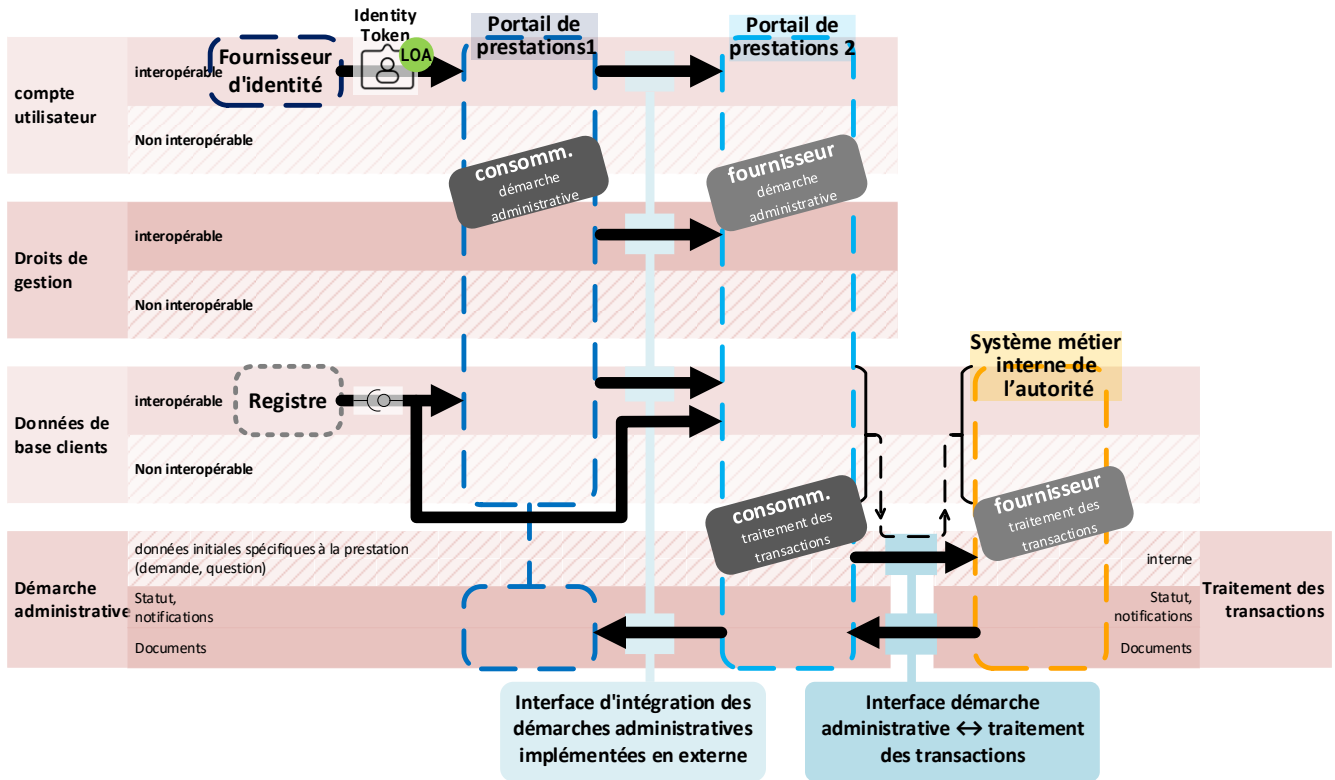 Identity
Token
LOA
Portail de
prestations1
Portail de
prestations 2
Fournisseur
d'identité
compte
utilisateur
interopérable
Non interopérable
consomm.
démarche
administrative
fournisseur
démarche
administrative
Droits de
gestion
interopérable
Non interopérable
Système métier
interne de
l’autorité
Données de
base clients
interopérable
Registre
Non interopérable
consomm.
traitement des
transactions
fournisseur
traitement des
transactions
Démarche
administrative
données initiales spécifiques à la prestation
(demande, question)
Statut,
notifications
Documents
interne
Statut,
notifications
Documents
Traitement des
transactions
Interface d'intégration des
démarches administratives
implémentées en externe
Interface démarche
administrative ↔ traitement
des transactions